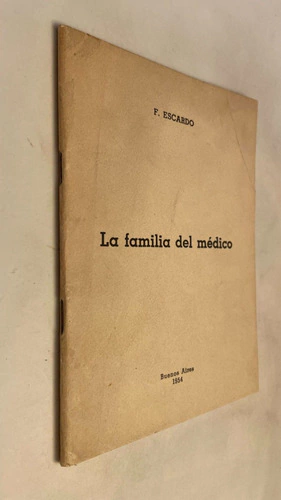 F. ESCARDO
La familia del médico
Buenos Aires
1954